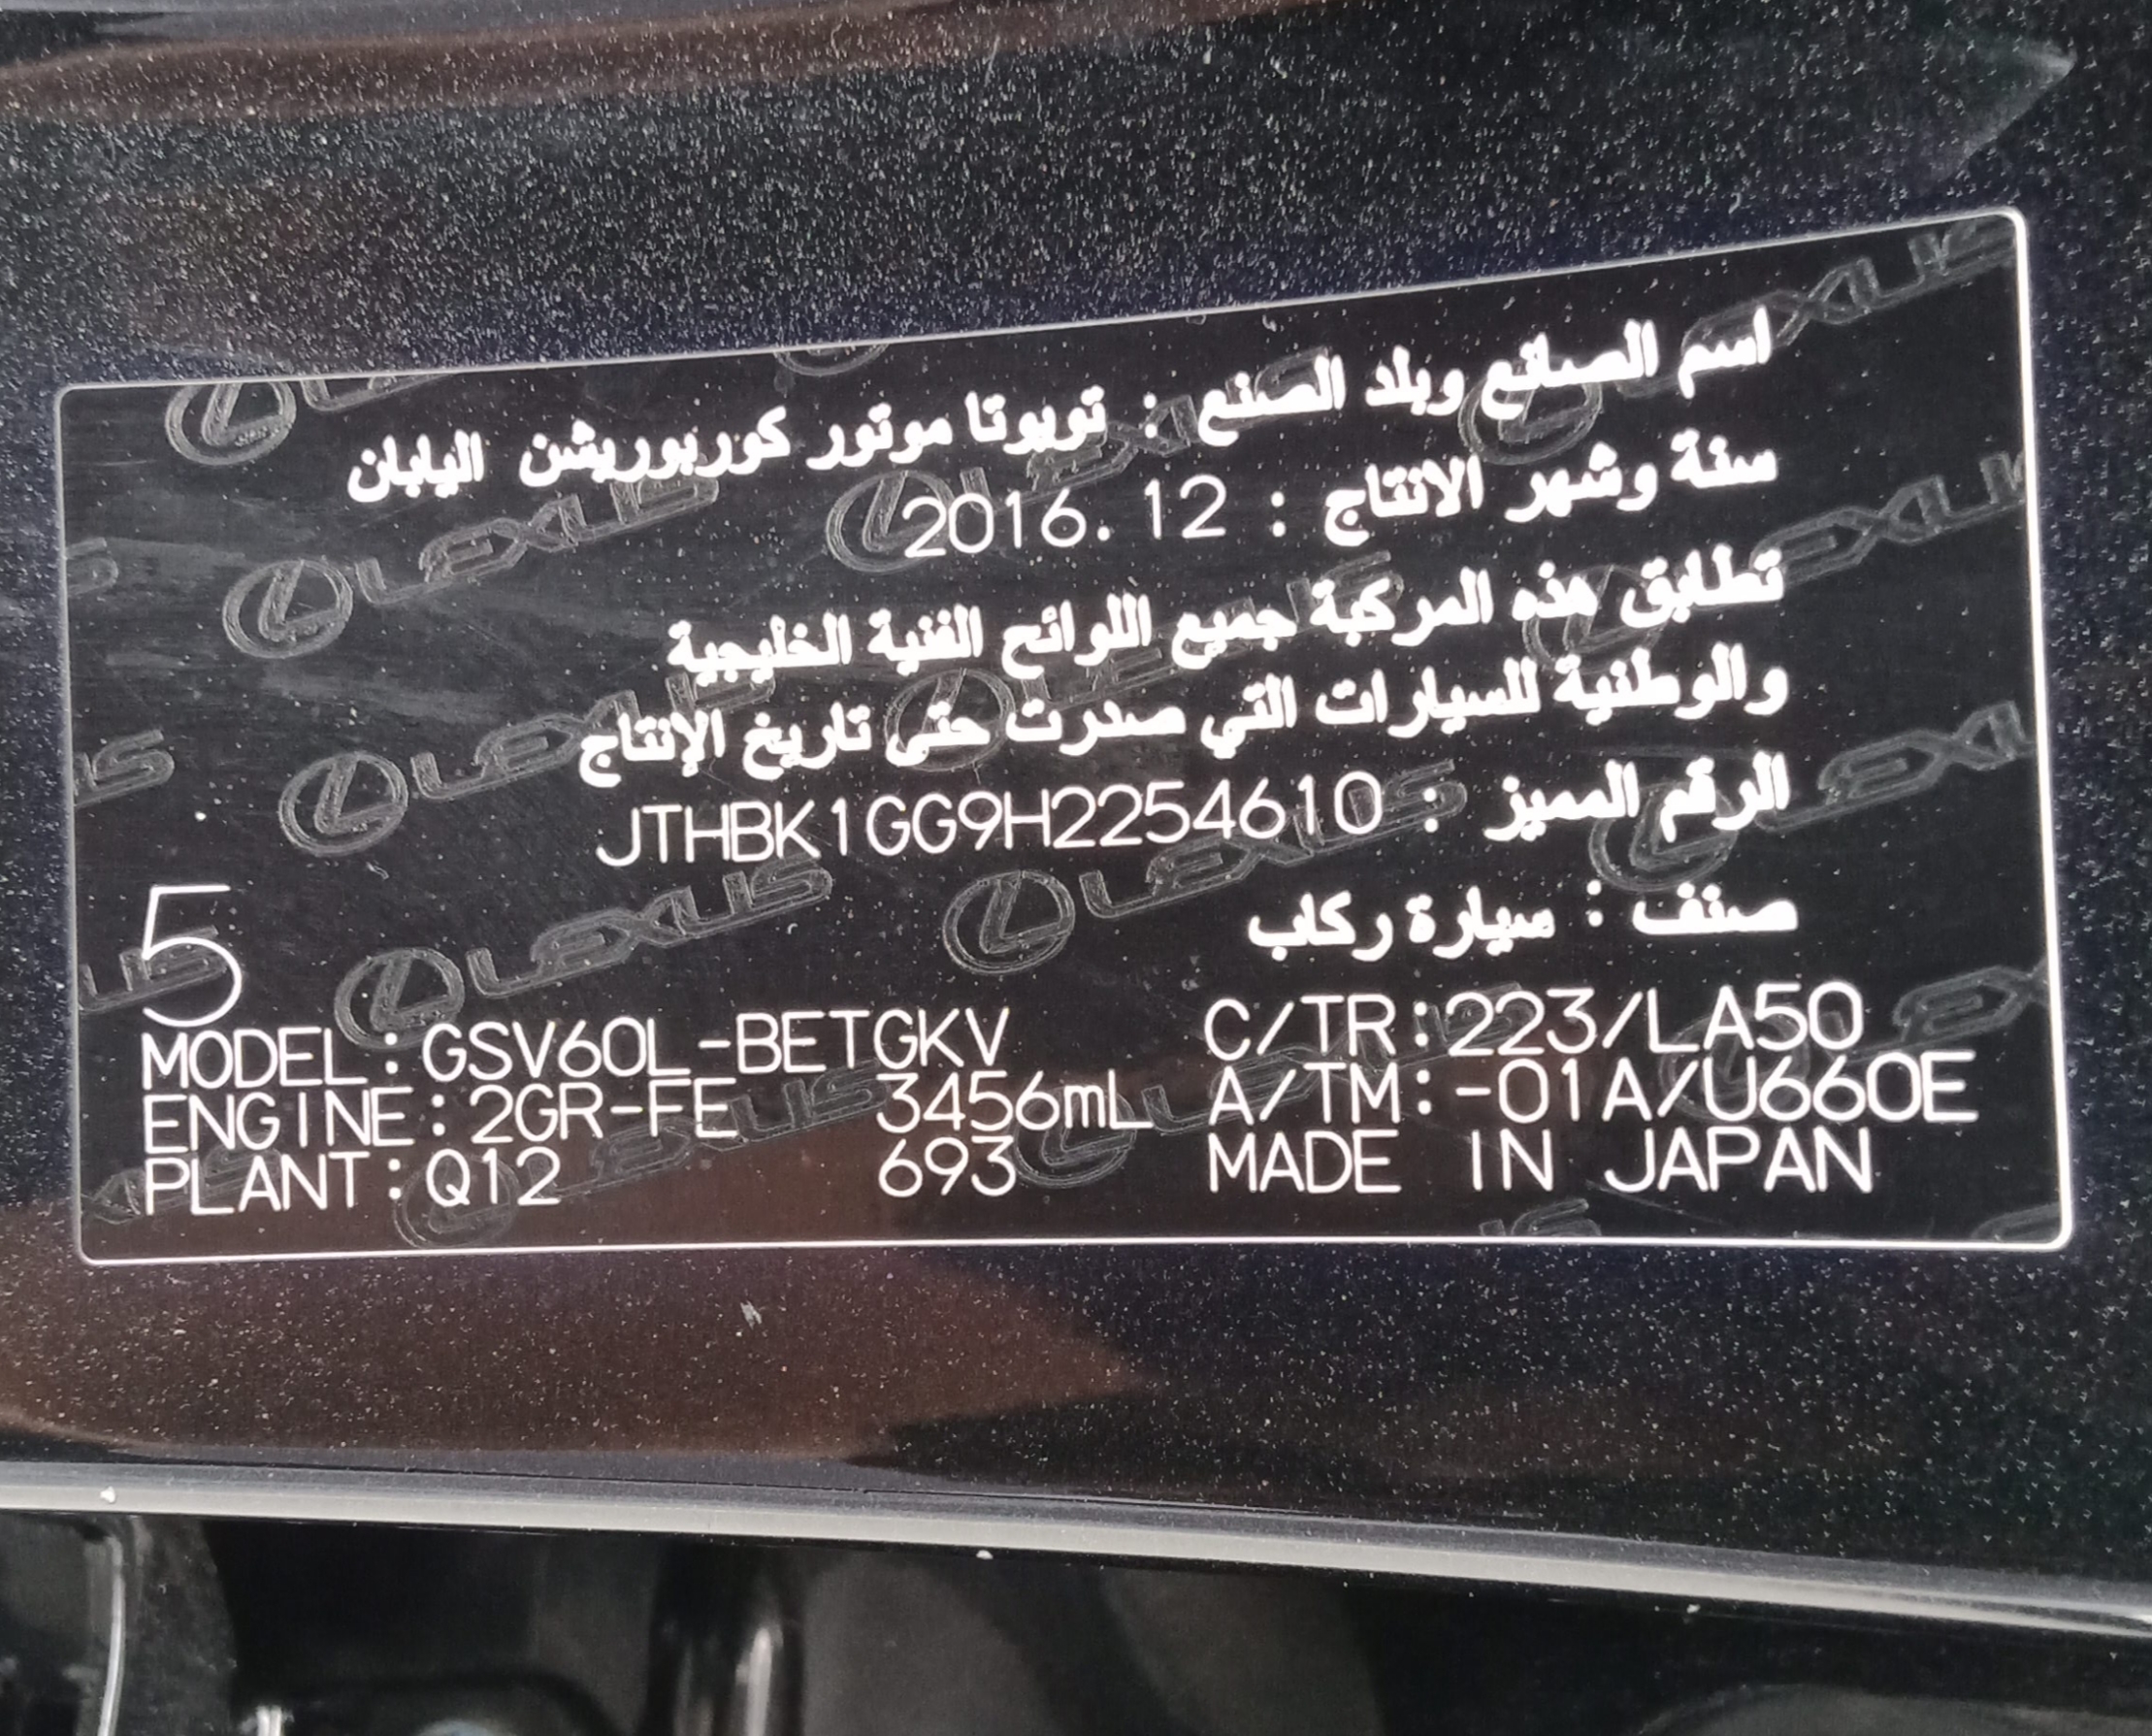 اسم الصانع وبلد الصنع : تويوتا موتور كوربوريشن اليابان
سنة وشهر الانتاج : 2016.12
تطابق هذه المركبة جميع اللوائح الفنية الخليجية
والوطنية للسيارات التي صدرت حتى تاريخ الإنتاج
الرقم المميز : JTHBK1GG9H2254610
صنف : سيارة ركاب
5
MODEL:GSV60L-BETGKV C/TR:223/LA50
ENGINE:2GR-FE 3456mL A/TM:-01A/U660E
PLANT:Q12 693 MADE IN JAPAN